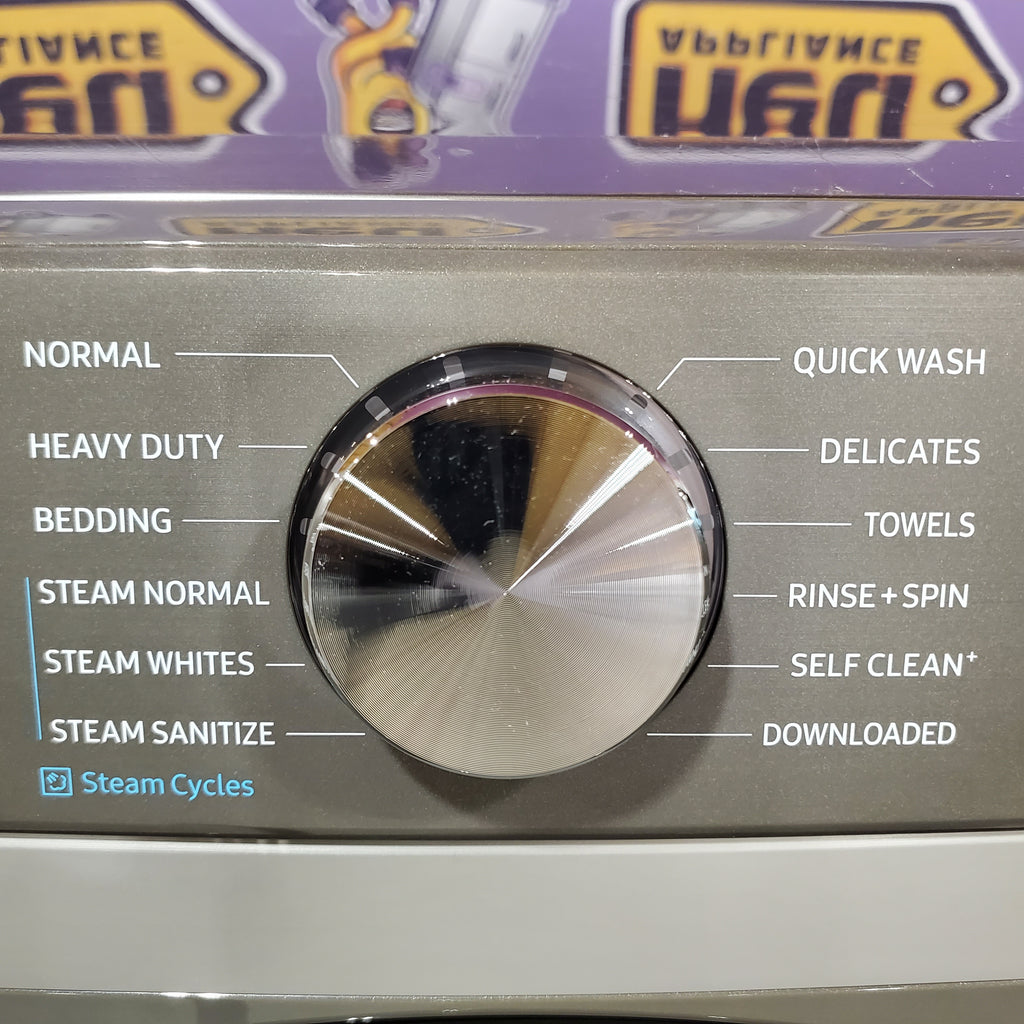 APPLIANCE
NORMAL
HEAVY DUTY
BEDDING
STEAM NORMAL
STEAM WHITES
STEAM SANITIZE
Steam Cycles
QUICK WASH
DELICATES
TOWELS
RINSE+SPIN
SELF CLEAN+
DOWNLOADED